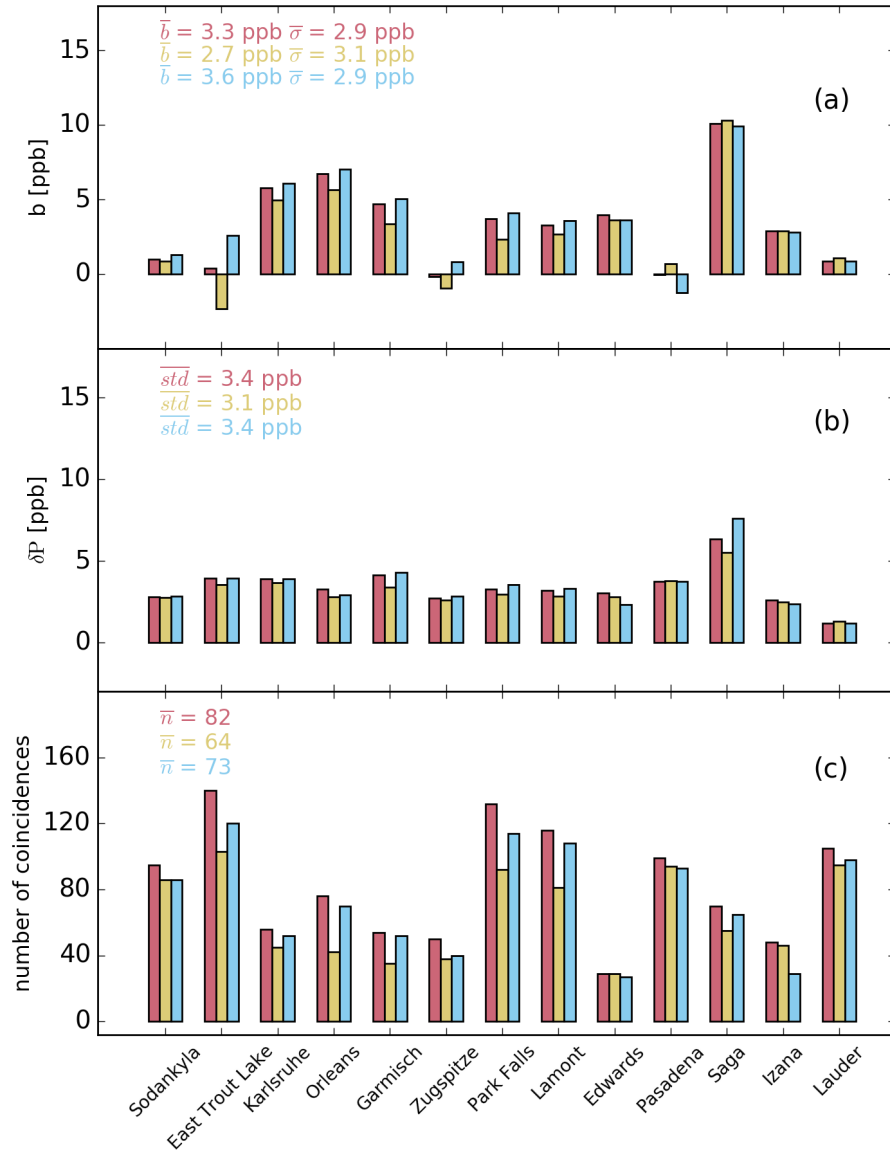 b̅ = 3.3 ppb σ̅ = 2.9 ppb
b̅ = 2.7 ppb σ̅ = 3.1 ppb
b̅ = 3.6 ppb σ̅ = 2.9 ppb
(a)
15
10
5
0
b [ppb]
s̅t̅d̅ = 3.4 ppb
s̅t̅d̅ = 3.1 ppb
s̅t̅d̅ = 3.4 ppb
(b)
15
10
5
0
δP [ppb]
n̅ = 82
n̅ = 64
n̅ = 73
(c)
160
120
80
40
0
number of coincidences
Sodankyla
East Trout Lake
Karlsruhe
Orleans
Garmisch
Zugspitze
Park Falls
Lamont
Edwards
Pasadena
Saga
Izana
Lauder